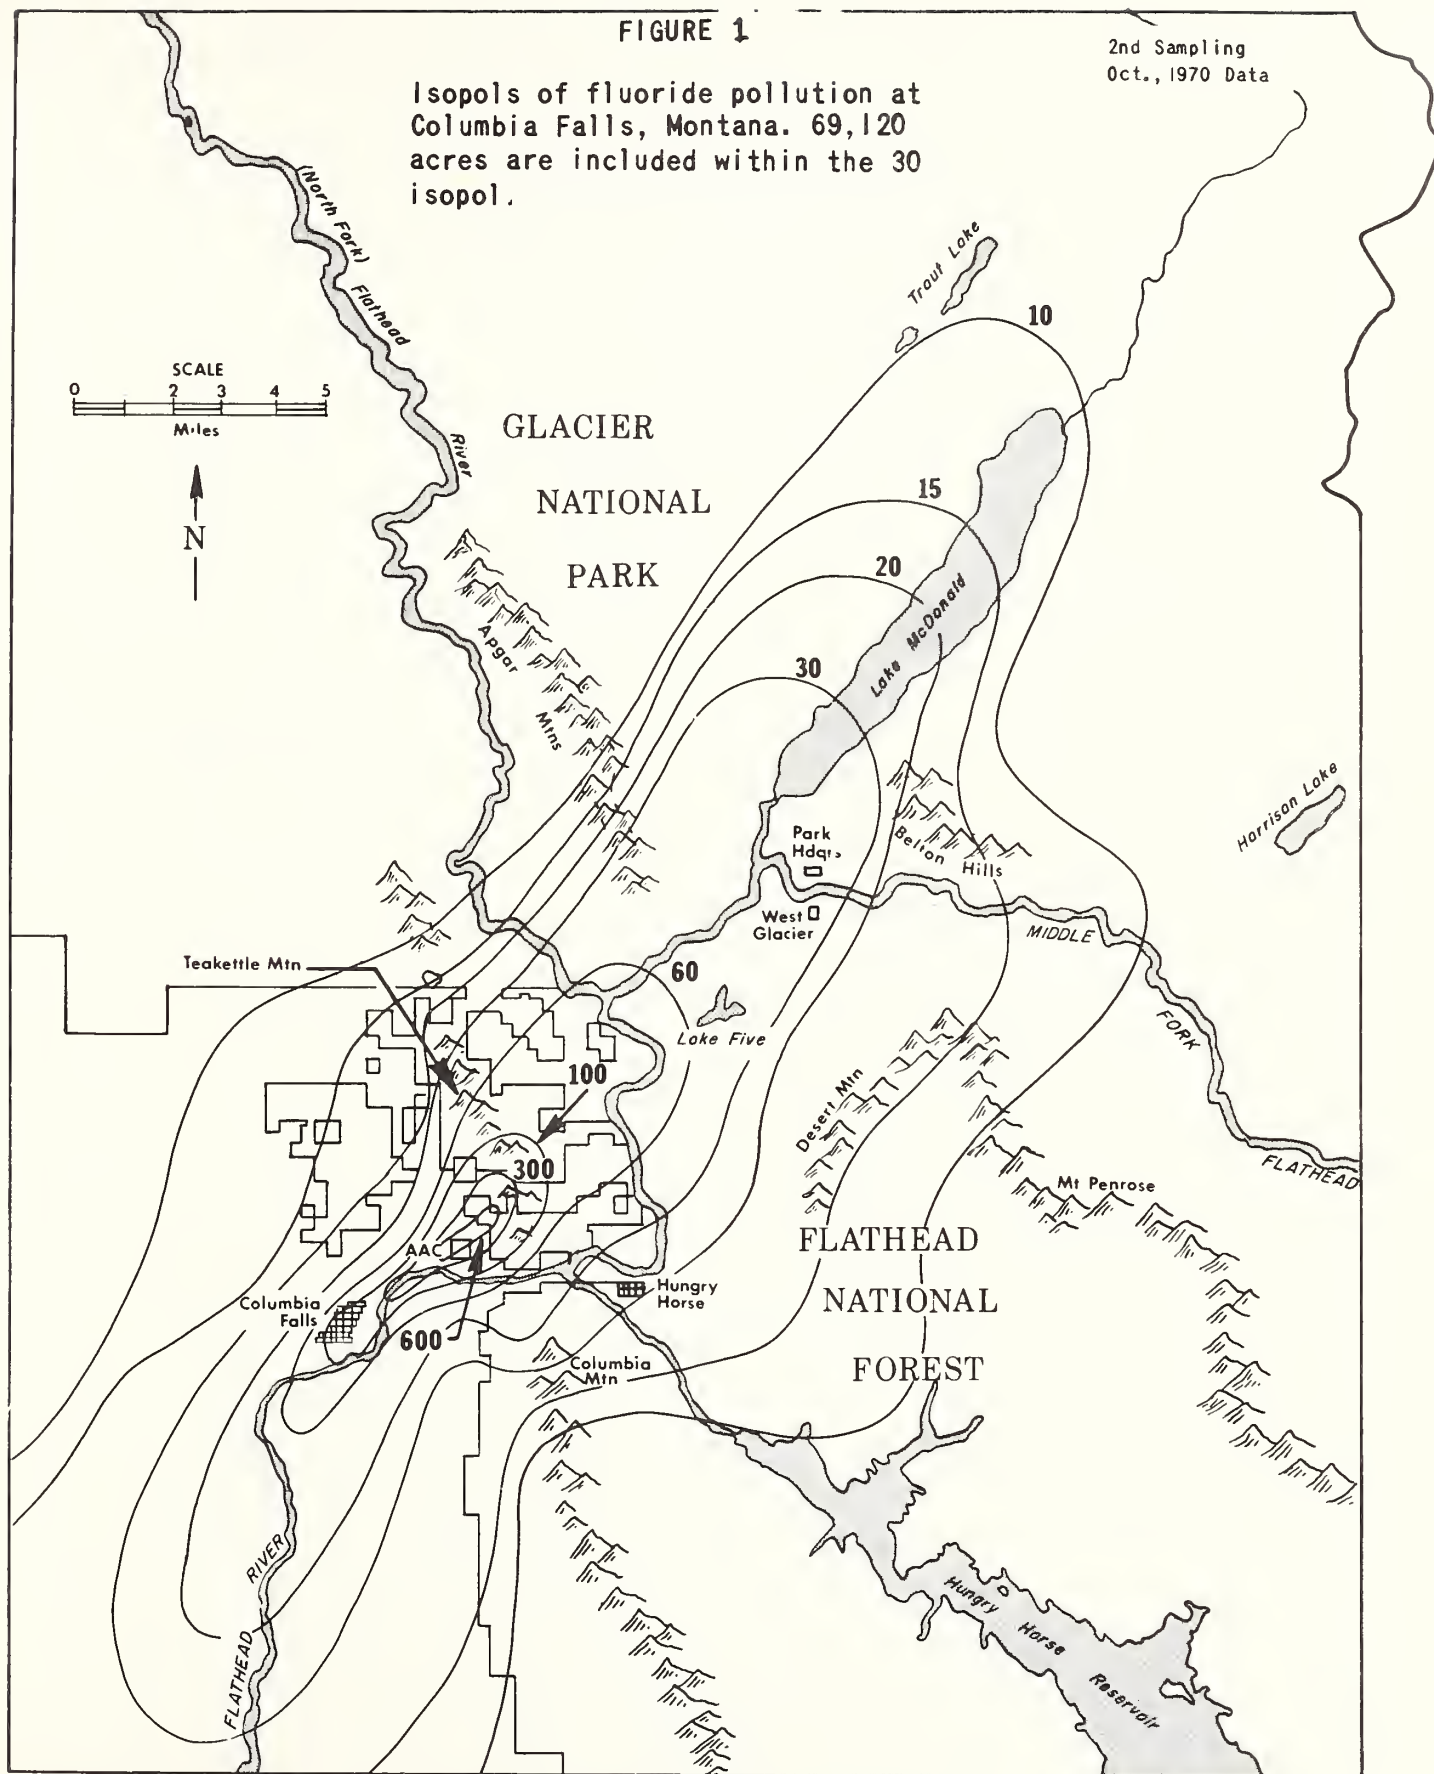 FIGURE 1
2nd Sampling
Oct., 1970 Data
Isopols of fluoride pollution at
Columbia Falls, Montana. 69,120
acres are included within the 30
isopol.
(North Fork)
Flathead
River
Trout Lake
10
SCALE
0 2 3 4 5
Miles
N
GLACIER
NATIONAL
PARK
15
20
30
Lake McDonald
Apgar
Mtns
Harrison Lake
Park
Hdqts
Belton Hills
West
Glacier
MIDDLE
FORK
FLATHEAD
Teakettle Mtn
60
Lake Five
100
Desert Mtn
300
Mt Penrose
AAC
FLATHEAD
NATIONAL
FOREST
Hungry
Horse
Columbia
Falls
600
Columbia
Mtn
FLATHEAD RIVER
Hungry Horse Reservoir